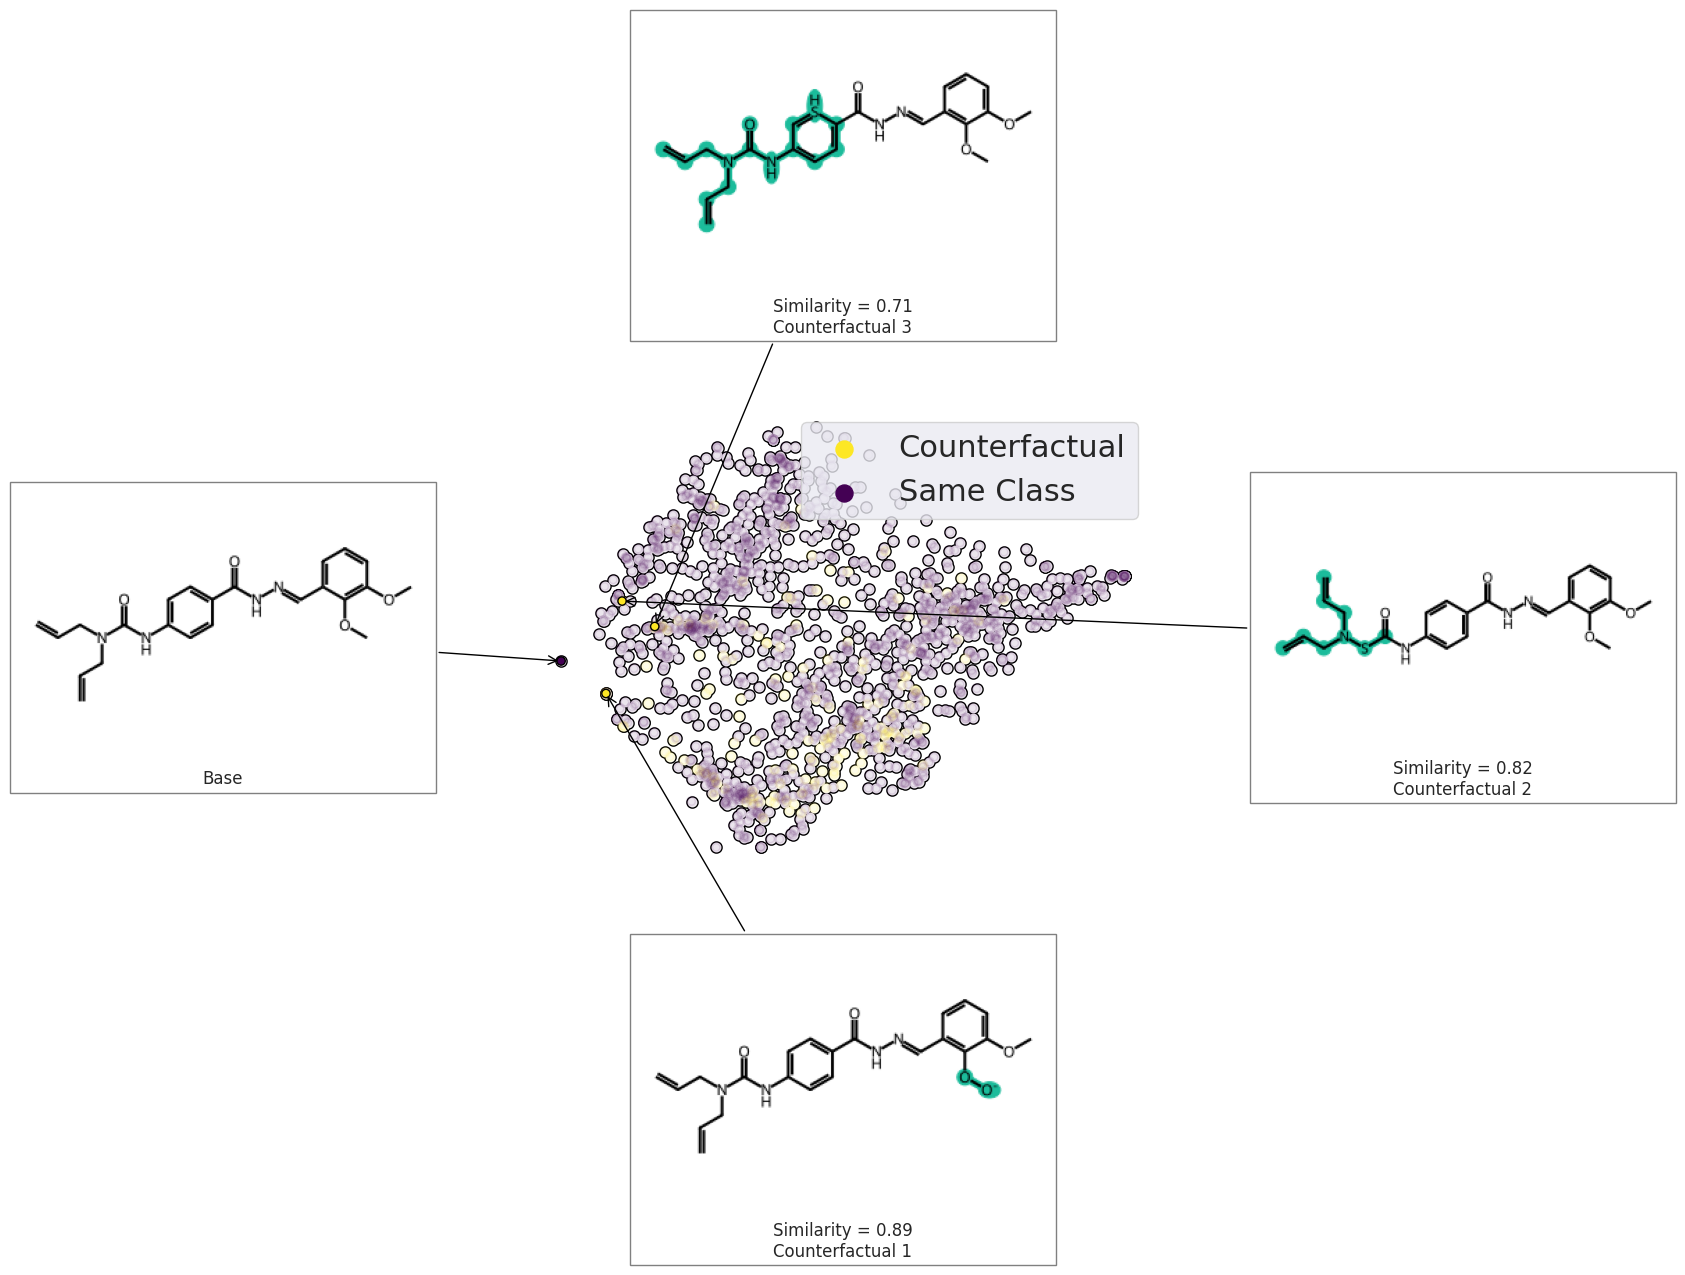 H
S
O
O
N
H
N
O
O
N
N
H
Similarity = 0.71
Counterfactual 3
Counterfactual
Same Class
O
O
N
H
N
O
O
N
N
H
Base
O
O
N
H
N
O
O
N
S
N
H
Similarity = 0.82
Counterfactual 2
O
O
N
H
N
O
O
O⁻
N
N
H
Similarity = 0.89
Counterfactual 1